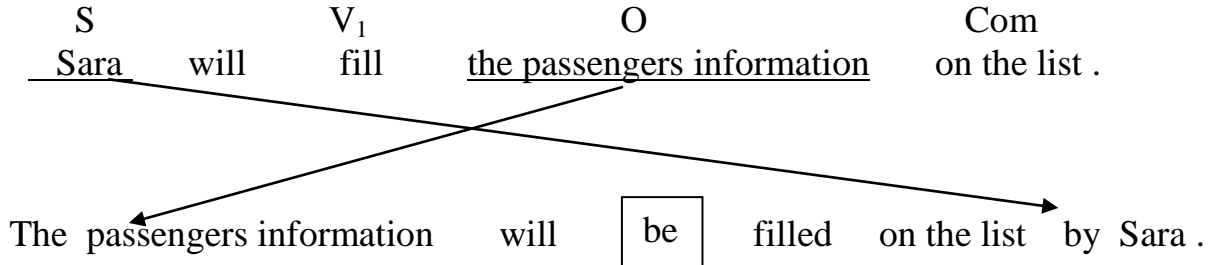 S V₁ O Com
Sara will fill the passengers information on the list .
The passengers information will be filled on the list by Sara .